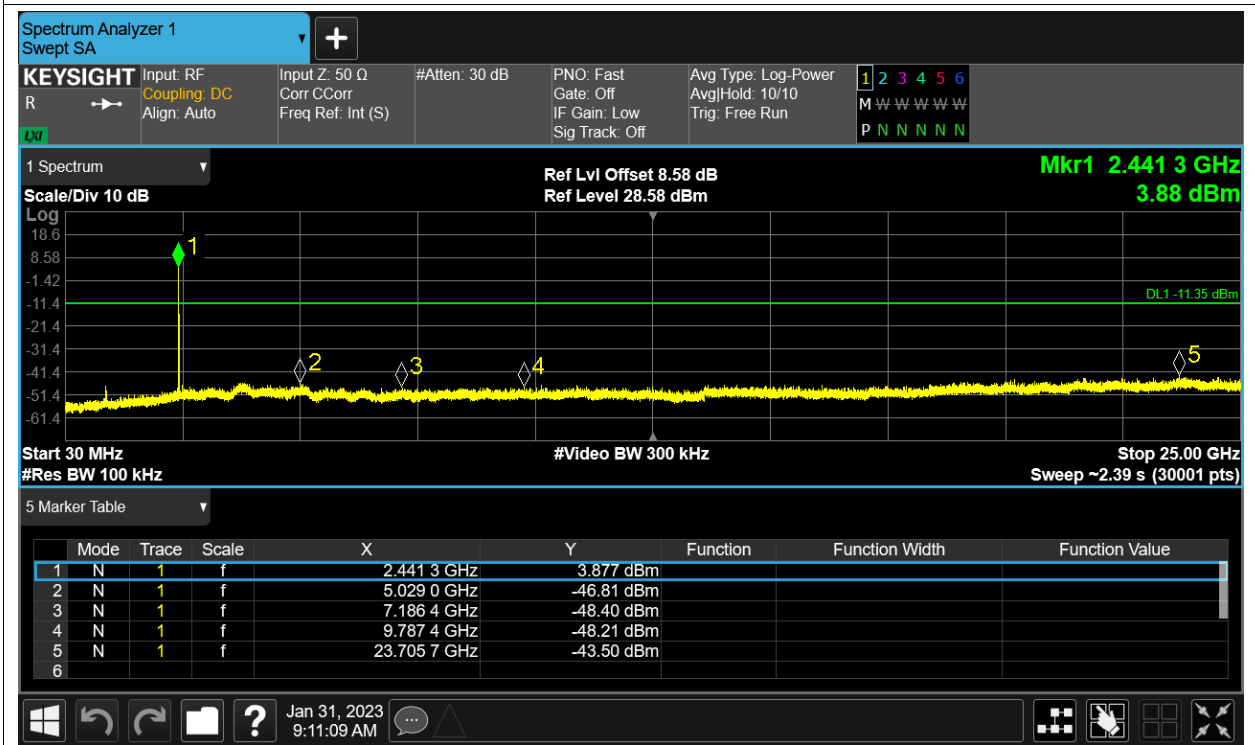 Spectrum Analyzer 1
Swept SA
KEYSIGHT Input: RF Input Z: 50 Ω #Atten: 30 dB PNO: Fast Avg Type: Log-Power 1 2 3 4 5 6
R Coupling: DC Corr CCorr Gate: Off Avg|Hold: 10/10 M W W W W W
Align: Auto Freq Ref: Int (S) IF Gain: Low Trig: Free Run
LXI Sig Track: Off P N N N N N
1 Spectrum Ref Lvl Offset 8.58 dB Mkr1 2.441 3 GHz
Scale/Div 10 dB Ref Level 28.58 dBm 3.88 dBm
Log
18.6
1
8.58
-1.42
DL1 -11.35 dBm
-11.4
-21.4
-31.4
2 3 4 5
-41.4
-51.4
-61.4
Start 30 MHz #Video BW 300 kHz Stop 25.00 GHz
#Res BW 100 kHz Sweep ~2.39 s (30001 pts)
5 Marker Table
Mode Trace Scale X Y Function Function Width Function Value
1 N 1 f 2.441 3 GHz 3.877 dBm
2 N 1 f 5.029 0 GHz -46.81 dBm
3 N 1 f 7.186 4 GHz -48.40 dBm
4 N 1 f 9.787 4 GHz -48.21 dBm
5 N 1 f 23.705 7 GHz -43.50 dBm
6
? Jan 31, 2023
9:11:09 AM